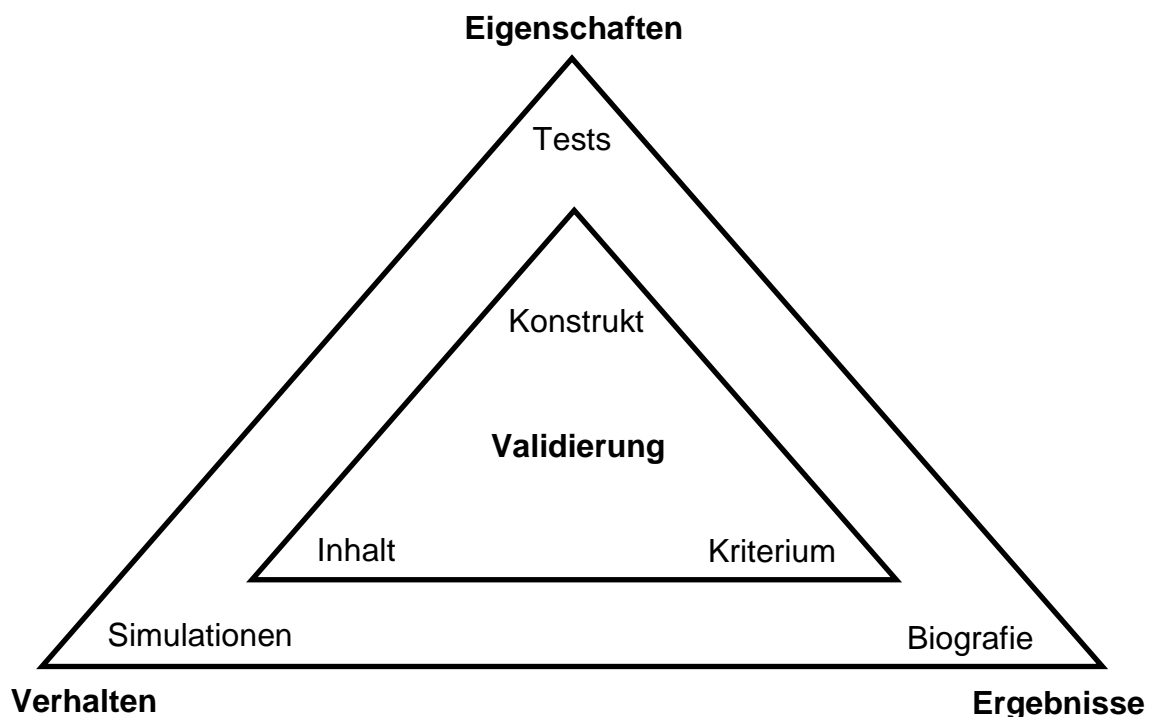 Eigenschaften
Tests
Konstrukt
Validierung
Inhalt
Kriterium
Simulationen
Biografie
Verhalten
Ergebnisse